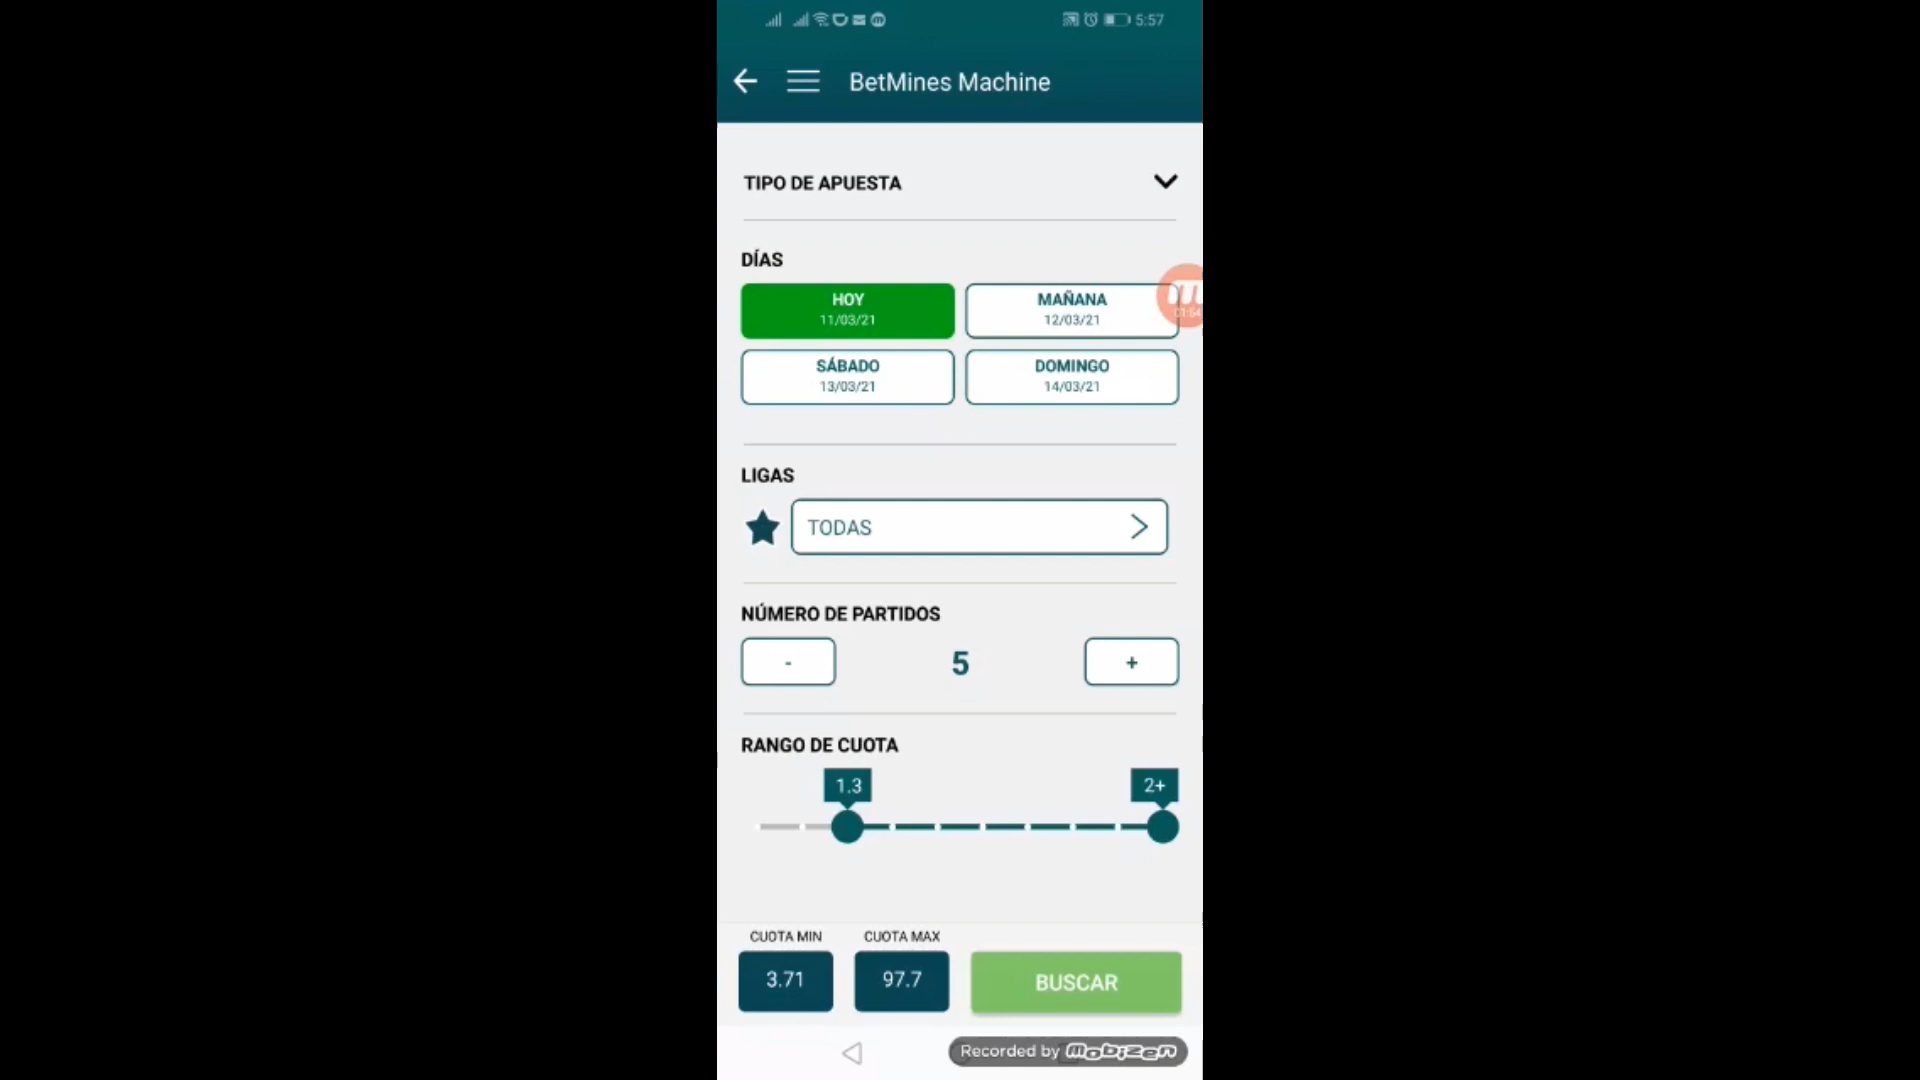 5:57
BetMines Machine
TIPO DE APUESTA
DÍAS
HOY
11/03/21
MAÑANA
12/03/21
01:54
SÁBADO
13/03/21
DOMINGO
14/03/21
LIGAS
TODAS
NÚMERO DE PARTIDOS
- 5 +
RANGO DE CUOTA
1.3 2+
CUOTA MIN CUOTA MAX
3.71 97.7 BUSCAR
Recorded by mobizen